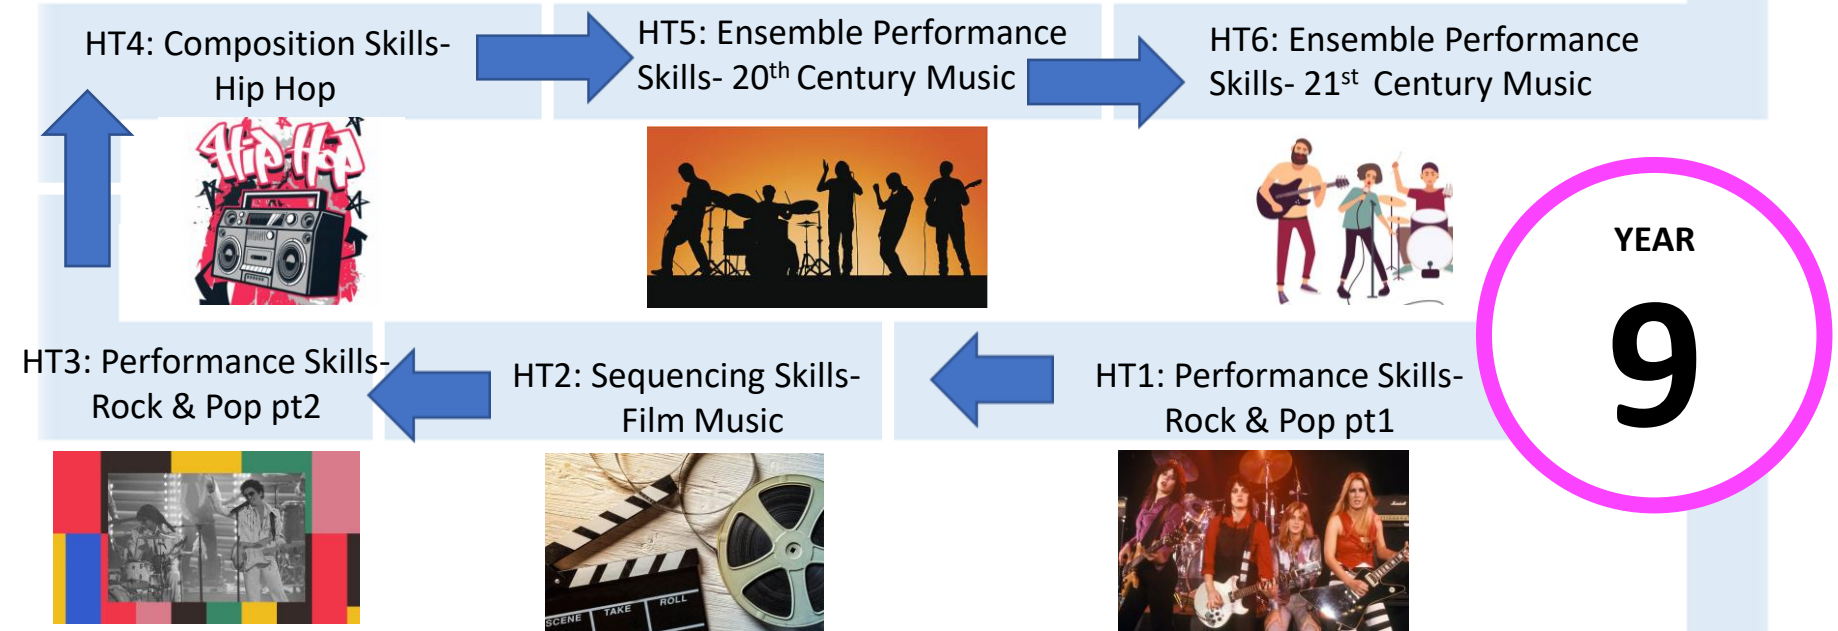 HT4: Composition Skills-
Hip Hop
HT5: Ensemble Performance
Skills- 20th Century Music
HT6: Ensemble Performance
Skills- 21st Century Music
Hip Hop
YEAR
9
HT3: Performance Skills-
Rock & Pop pt2
HT2: Sequencing Skills-
Film Music
HT1: Performance Skills-
Rock & Pop pt1
SCENE TAKE ROLL
Marshall